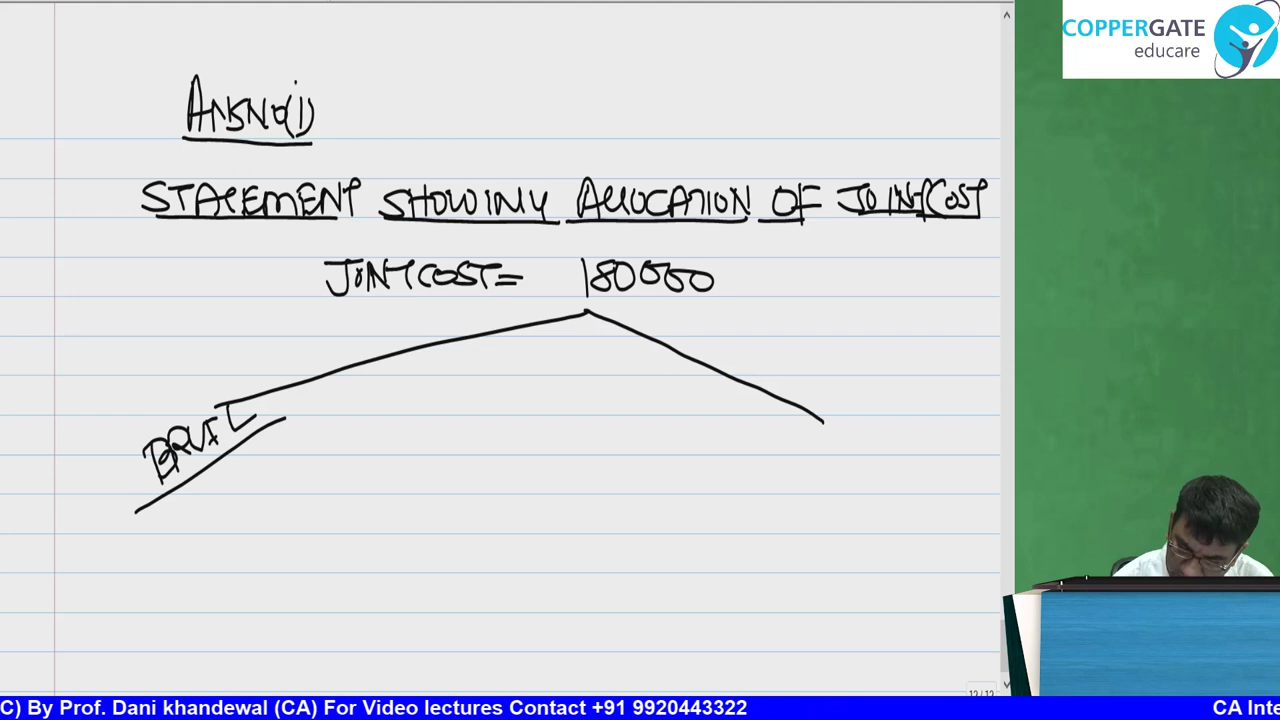 COPPERGATE
educare
ANSNO(i)
STATEMENT SHOWING ALLOCATION OF JOINT COST
JOINT COST = 180000
C) By Prof. Dani khandewal (CA) For Video lectures Contact +91 9920443322
CA Inte